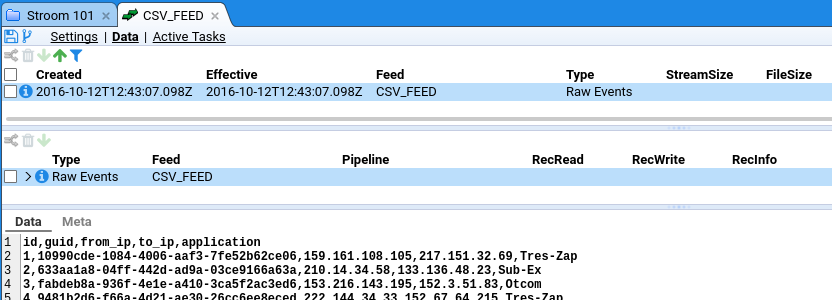 Stroom 101 CSV_FEED
Settings | Data | Active Tasks
Created Effective Feed Type StreamSize FileSize
2016-10-12T12:43:07.098Z 2016-10-12T12:43:07.098Z CSV_FEED Raw Events
Type Feed Pipeline RecRead RecWrite RecInfo
Raw Events CSV_FEED
Data Meta
1 id,guid,from_ip,to_ip,application
2 1,10990cde-1084-4006-aaf3-7fe52b62ce06,159.161.108.105,217.151.32.69,Tres-Zap
3 2,633aa1a8-04ff-442d-ad9a-03ce9166a63a,210.14.34.58,133.136.48.23,Sub-Ex
4 3,fabdeb8a-936f-4e1e-a410-3ca5f2ac3ed6,153.216.143.195,152.3.51.83,Otcom
5 4,9481b2d6-f66a-4d21-ae30-26cc6ee8eced,222.144.34.33,152.67.64.215,Tres-Zap